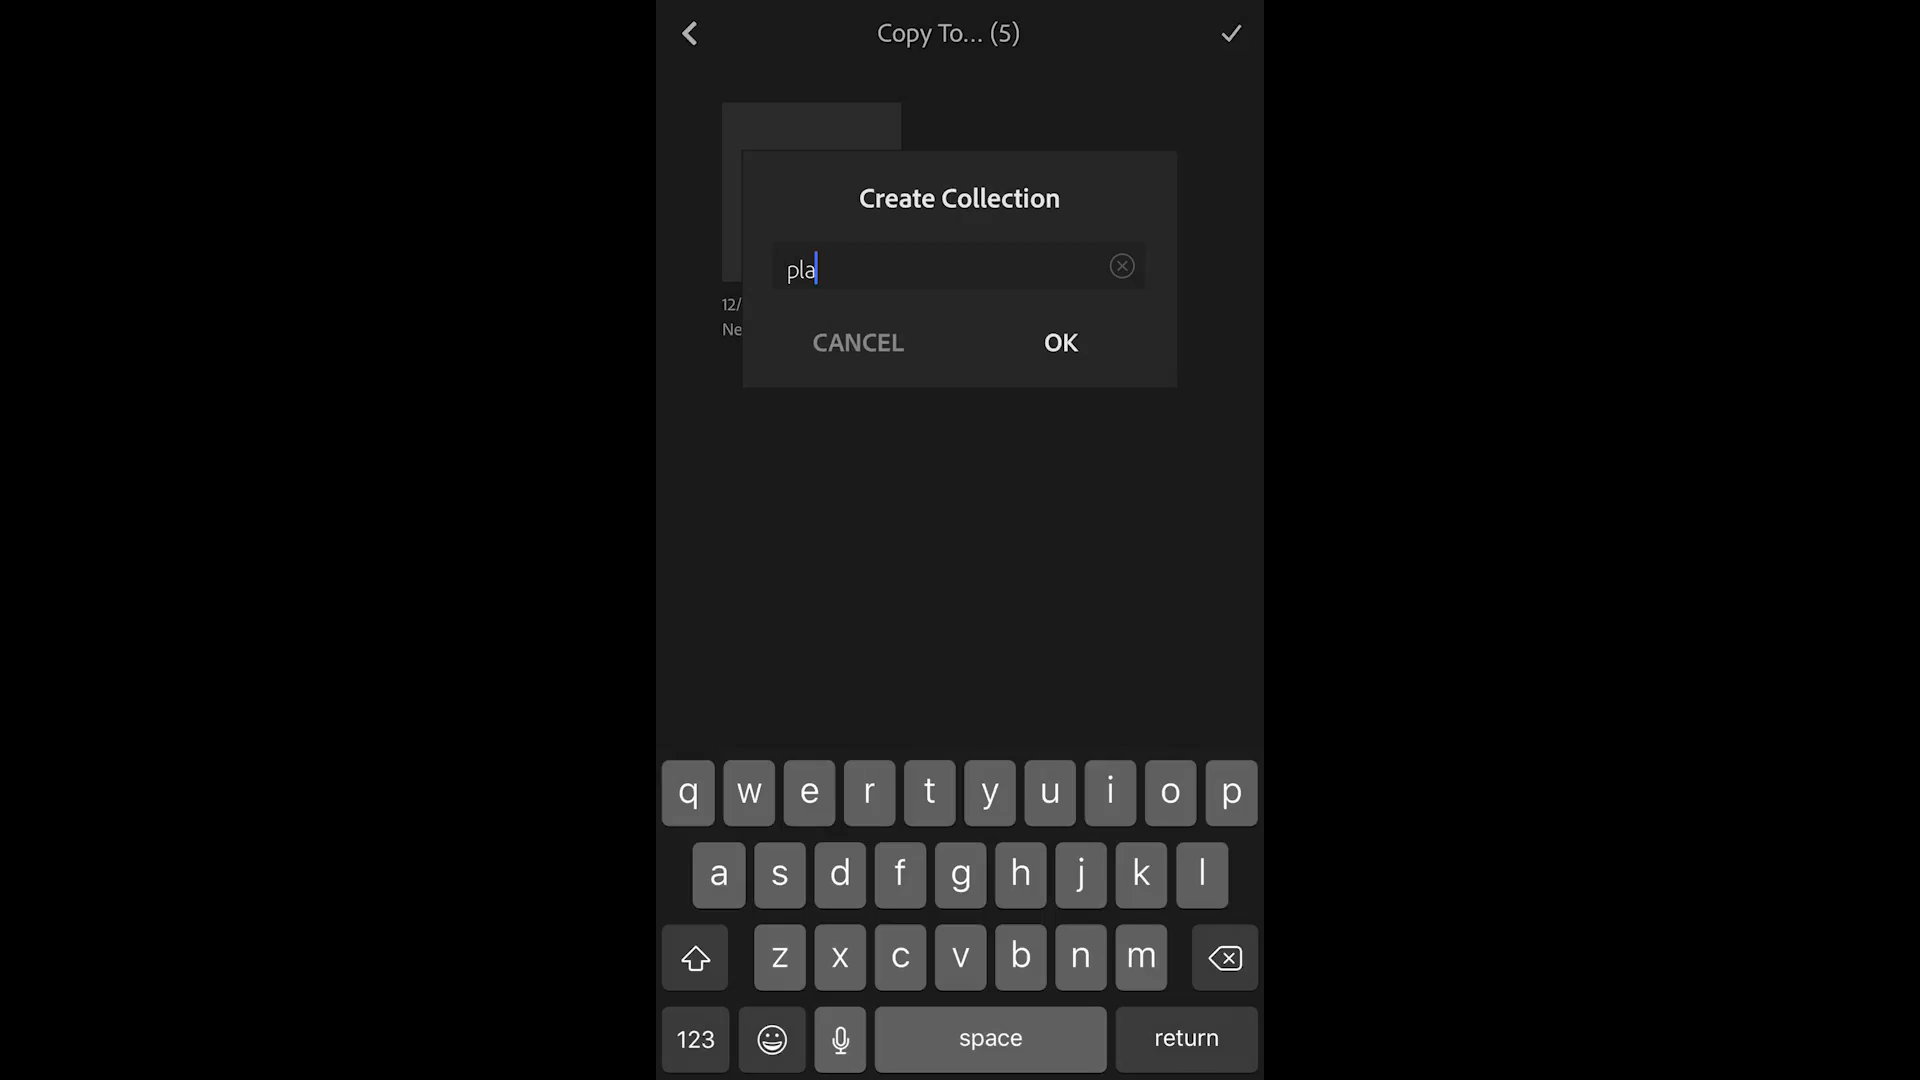 Copy To... (5)
Create Collection
pla
12/
Ne
CANCEL OK
q w e r t y u i o p
a s d f g h j k l
z x c v b n m
123 space return